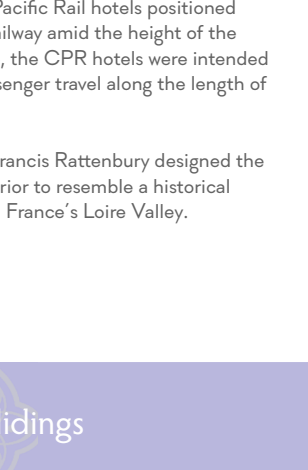 Pacific Rail hotels positioned
ilway amid the height of the
, the CPR hotels were intended
senger travel along the length of
rancis Rattenbury designed the
rior to resemble a historical
France´s Loire Valley.
idings